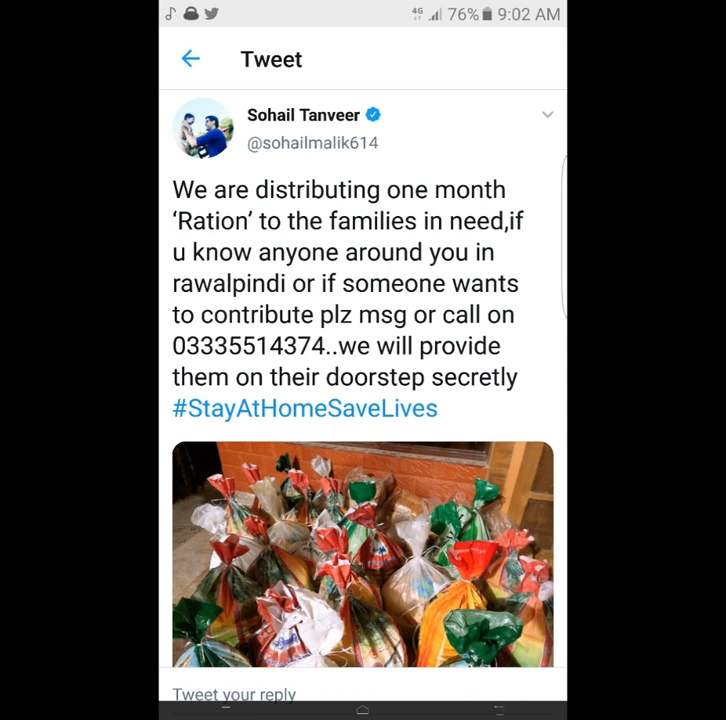 4G 76% 9:02 AM
Tweet
Sohail Tanveer
@sohailmalik614
We are distributing one month
‘Ration’ to the families in need,if
u know anyone around you in
rawalpindi or if someone wants
to contribute plz msg or call on
03335514374..we will provide
them on their doorstep secretly
#StayAtHomeSaveLives
Tweet your reply